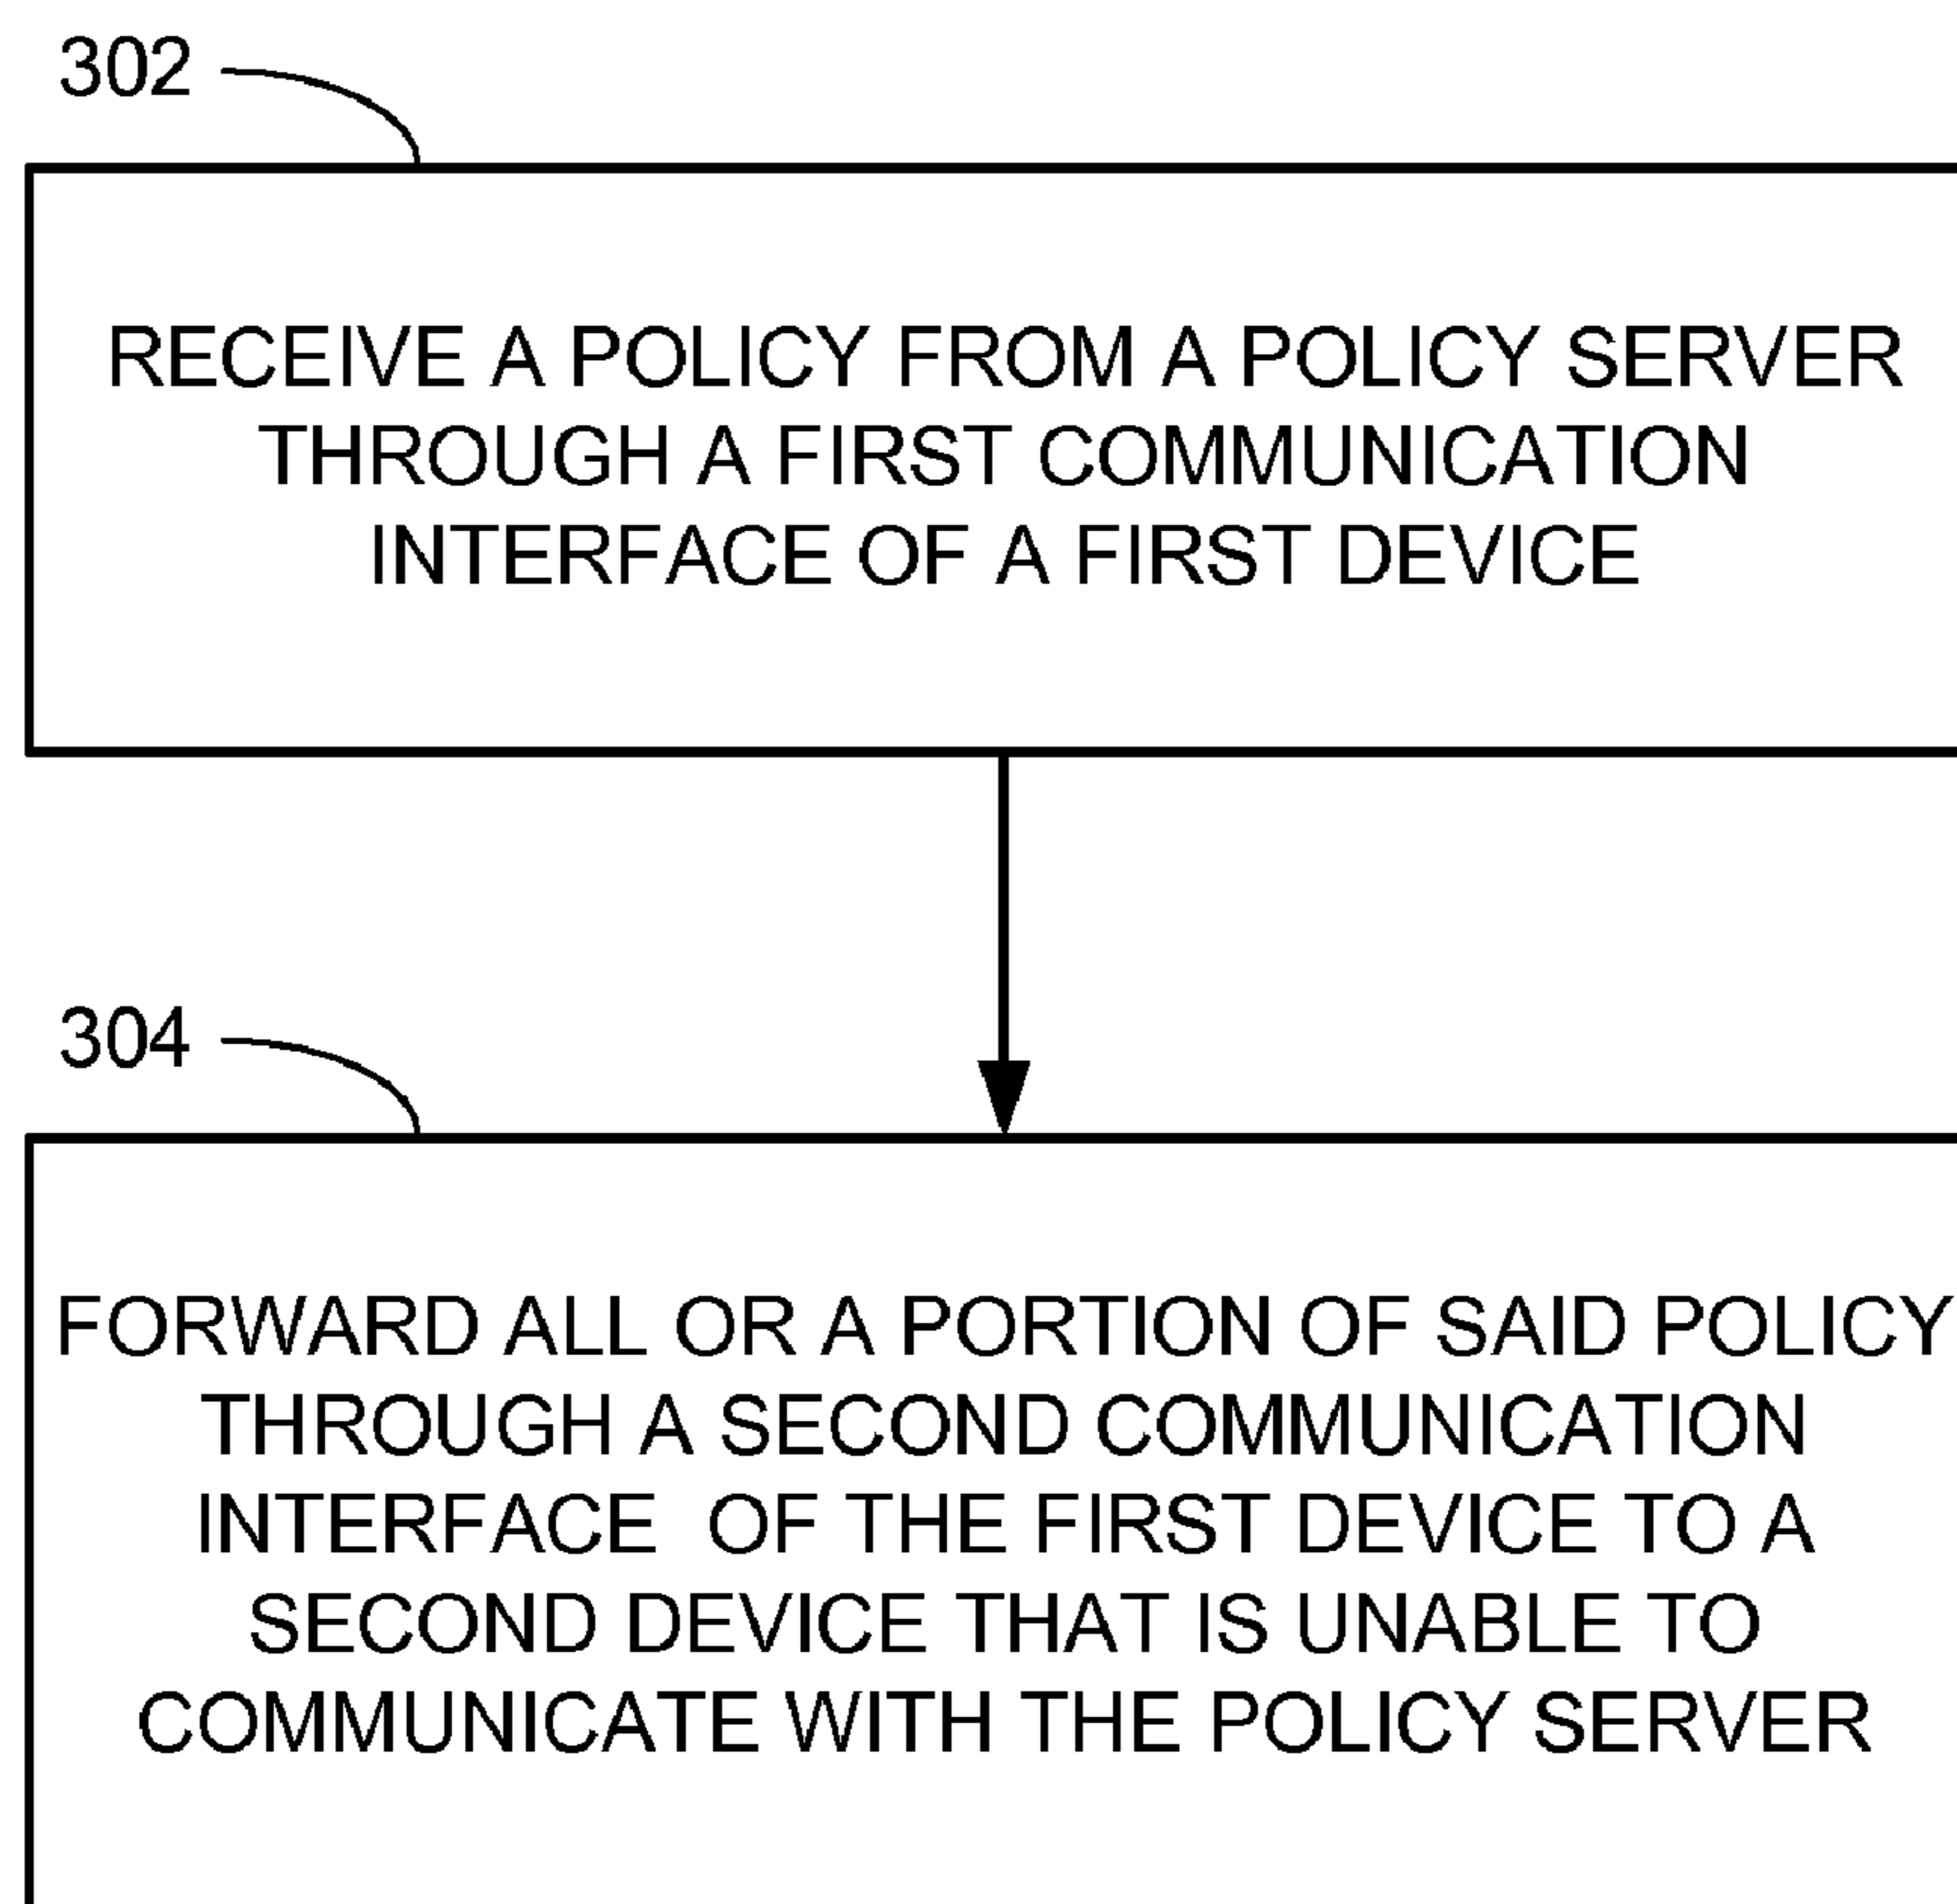 302
RECEIVE A POLICY FROM A POLICY SERVER
THROUGH A FIRST COMMUNICATION
INTERFACE OF A FIRST DEVICE
304
FORWARD ALL OR A PORTION OF SAID POLICY
THROUGH A SECOND COMMUNICATION
INTERFACE OF THE FIRST DEVICE TO A
SECOND DEVICE THAT IS UNABLE TO
COMMUNICATE WITH THE POLICY SERVER